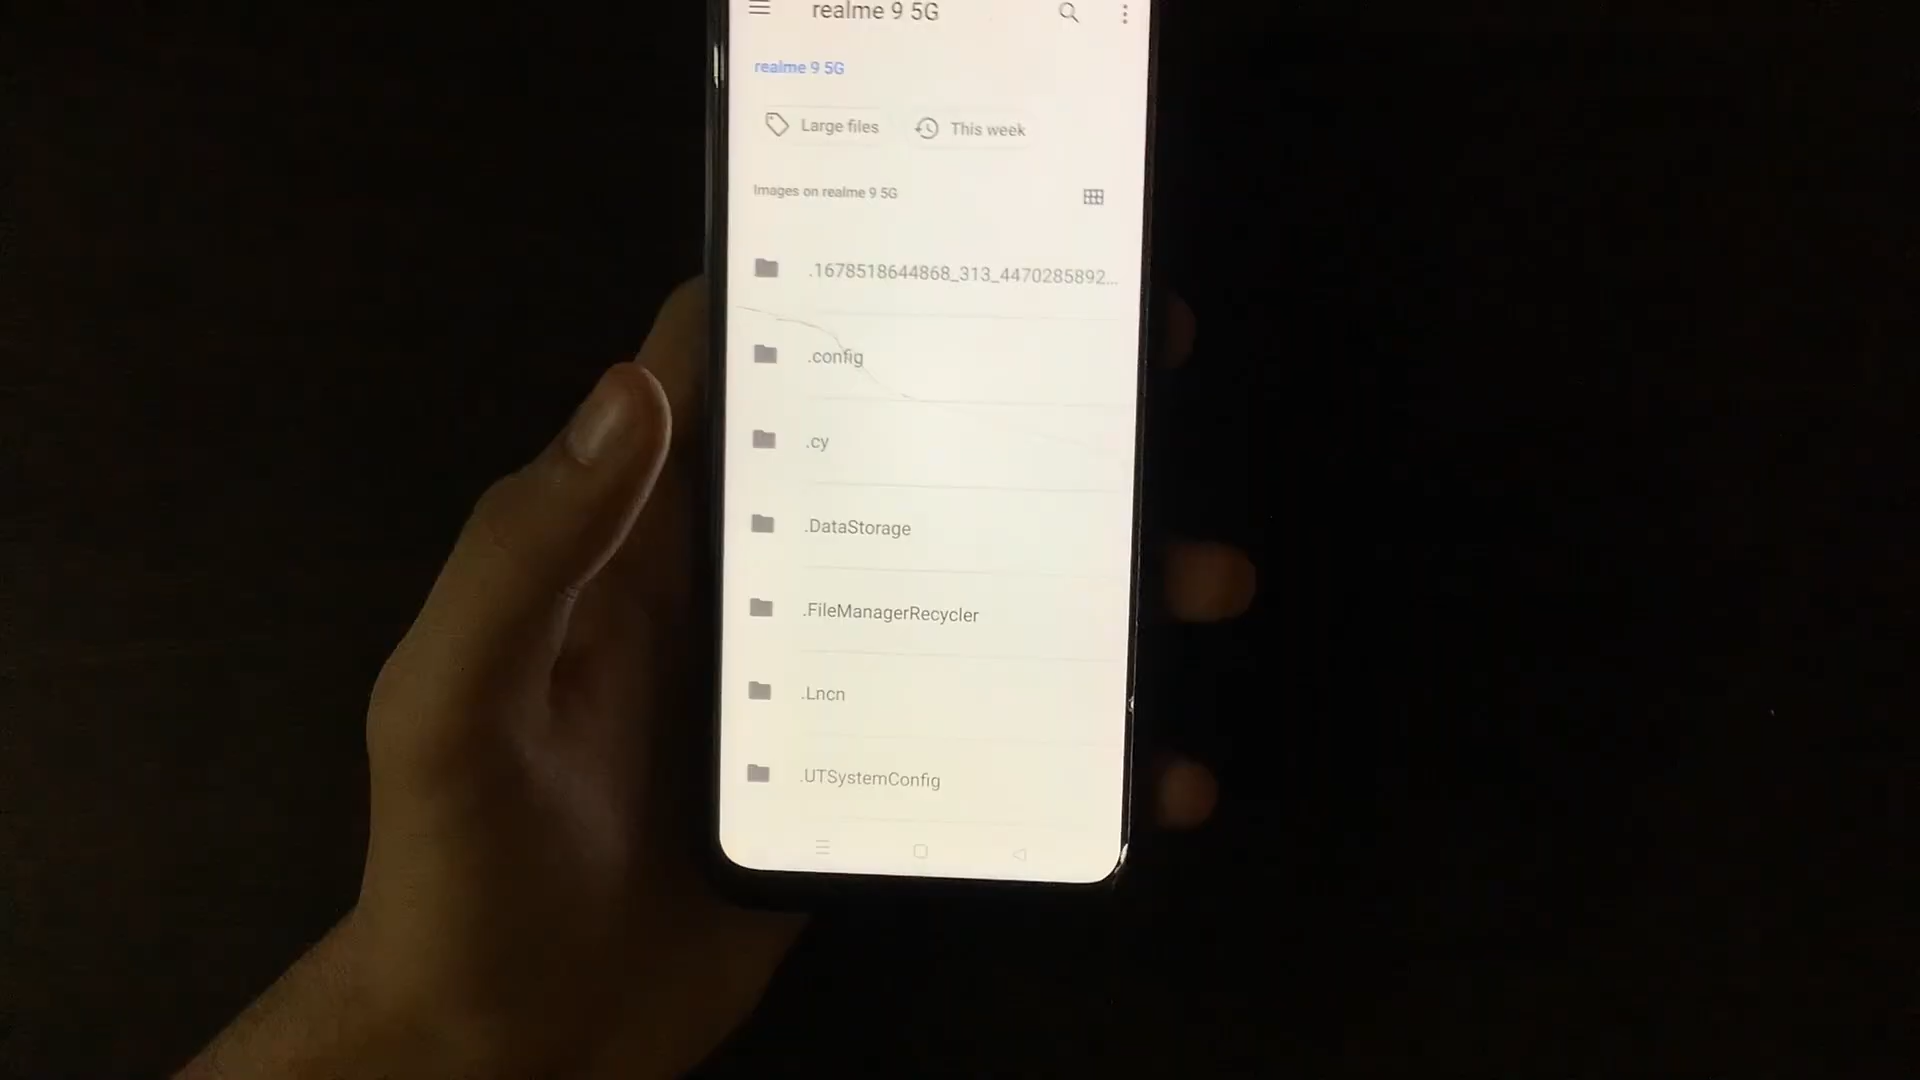 realme 9 5G
realme 9 5G
Large files
This week
Images on realme 9 5G
.1678518644868_313_4470285892...
.config
.cy
.DataStorage
.FileManagerRecycler
.Lncn
.UTSystemConfig